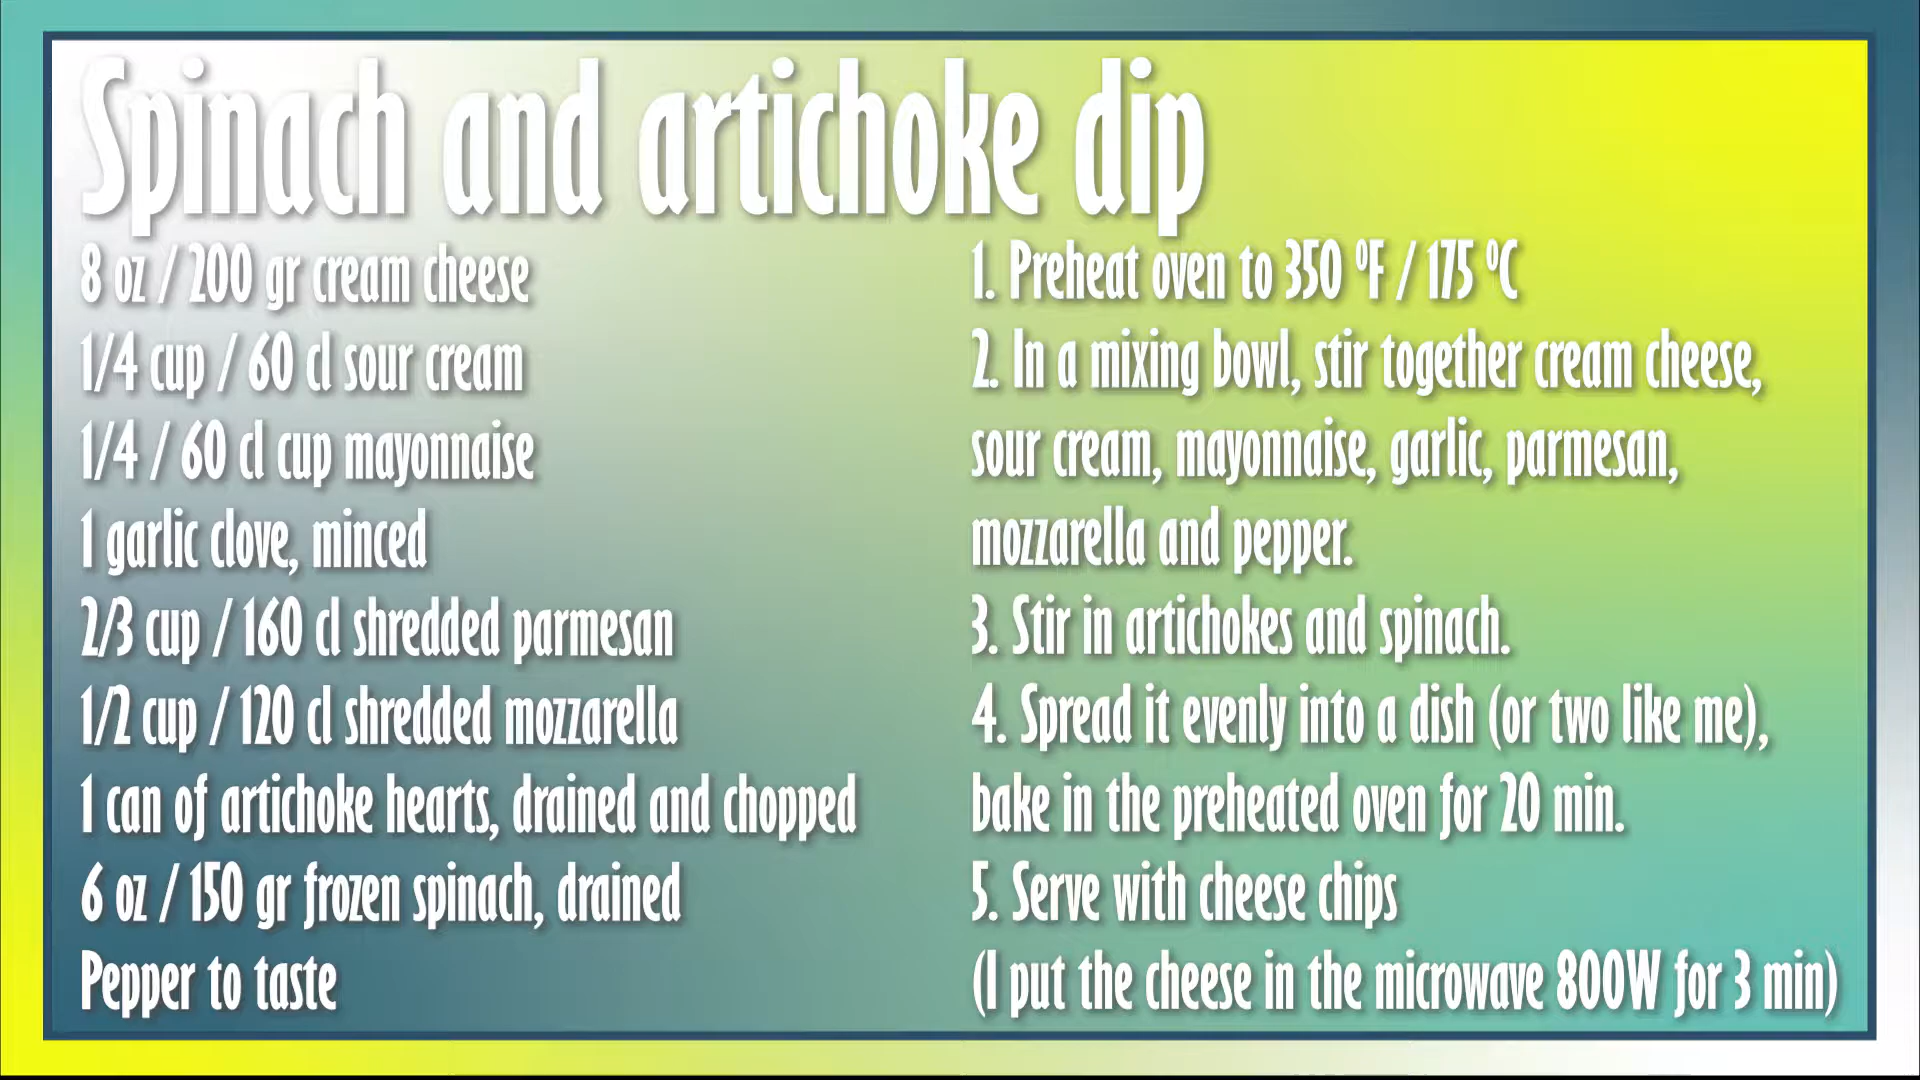 Spinach and artichoke dip
8 oz / 200 gr cream cheese
1/4 cup / 60 cl sour cream
1/4 / 60 cl cup mayonnaise
1 garlic clove, minced
2/3 cup / 160 cl shredded parmesan
1/2 cup / 120 cl shredded mozzarella
1 can of artichoke hearts, drained and chopped
6 oz / 150 gr frozen spinach, drained
Pepper to taste
1. Preheat oven to 350 ºF / 175 ºC
2. In a mixing bowl, stir together cream cheese,
sour cream, mayonnaise, garlic, parmesan,
mozzarella and pepper.
3. Stir in artichokes and spinach.
4. Spread it evenly into a dish (or two like me),
bake in the preheated oven for 20 min.
5. Serve with cheese chips
(I put the cheese in the microwave 800W for 3 min)